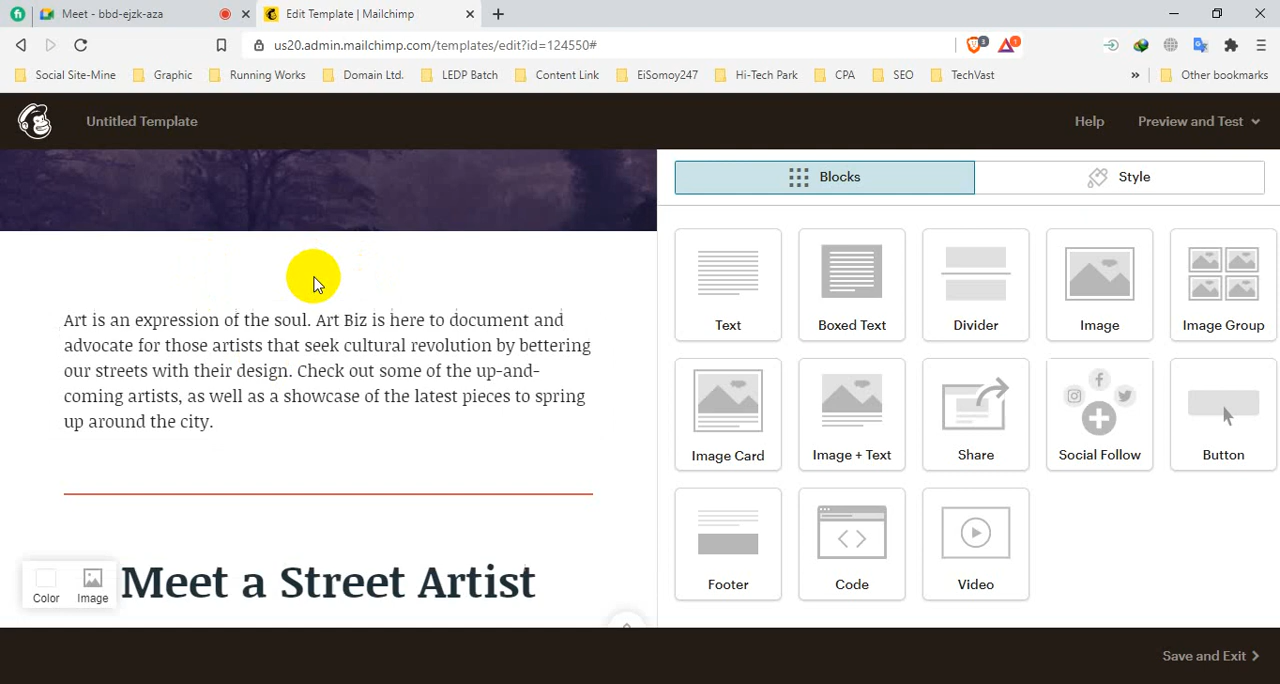 Meet - bbd-ejzk-aza
Edit Template | Mailchimp
us20.admin.mailchimp.com/templates/edit?id=124550#
3
1
Social Site-Mine
Graphic
Running Works
Domain Ltd.
LEDP Batch
Content Link
EiSomoy247
Hi-Tech Park
CPA
SEO
TechVast
»
Other bookmarks
Untitled Template
Help
Preview and Test
Blocks
Style
Art is an expression of the soul. Art Biz is here to document and
advocate for those artists that seek cultural revolution by bettering
our streets with their design. Check out some of the up-and-
coming artists, as well as a showcase of the latest pieces to spring
up around the city.
Meet a Street Artist
Color
Image
Text
Boxed Text
Divider
Image
Image Group
Image Card
Image + Text
Share
Social Follow
Button
Footer
Code
Video
Save and Exit